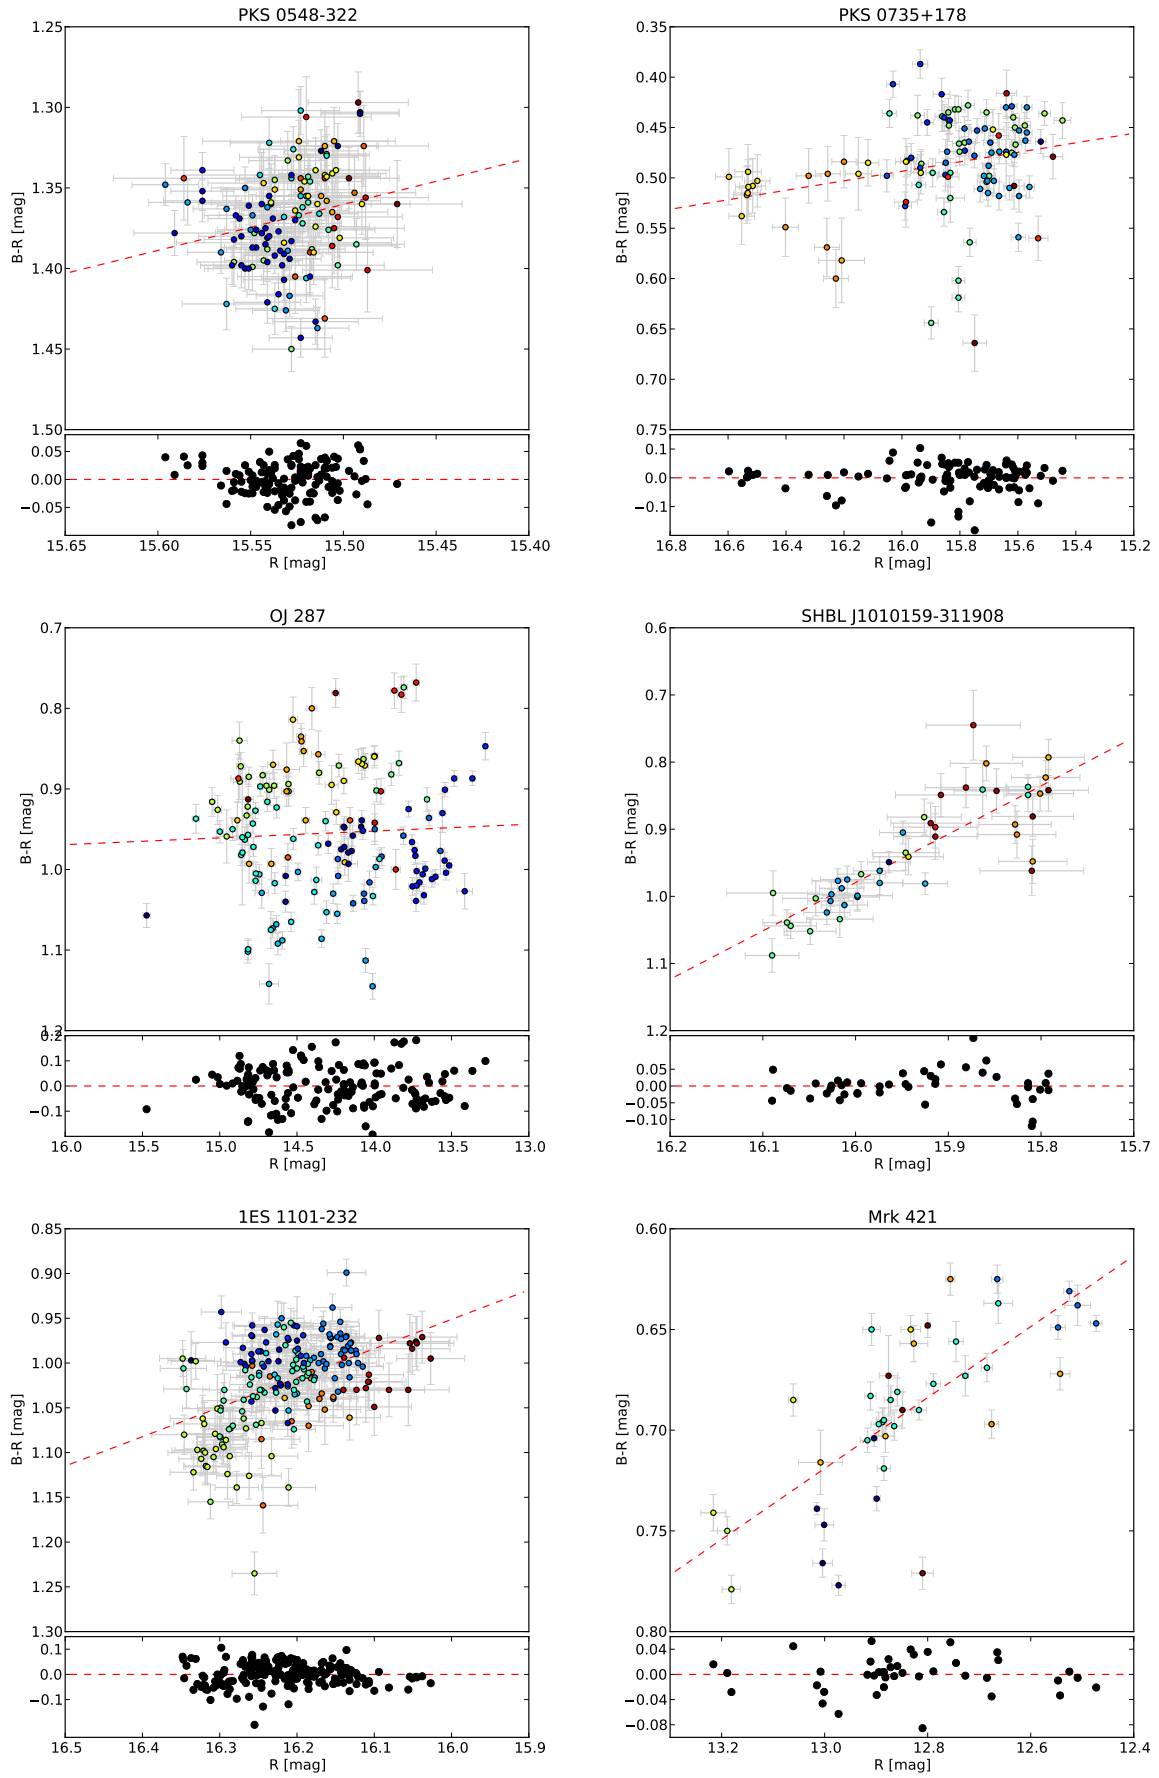 PKS 0548-322
1.25
1.30
1.35
1.40
1.45
1.50
B-R [mag]
0.05
0.00
−0.05
15.65 15.60 15.55 15.50 15.45 15.40
R [mag]
PKS 0735+178
0.35
0.40
0.45
0.50
0.55
0.60
0.65
0.70
0.75
B-R [mag]
0.1
0.0
−0.1
16.8 16.6 16.4 16.2 16.0 15.8 15.6 15.4 15.2
R [mag]
OJ 287
0.7
0.8
0.9
1.0
1.1
1.2
B-R [mag]
0.2
0.1
0.0
−0.1
16.0 15.5 15.0 14.5 14.0 13.5 13.0
R [mag]
SHBL J1010159-311908
0.6
0.7
0.8
0.9
1.0
1.1
1.2
B-R [mag]
0.05
0.00
−0.05
−0.10
16.2 16.1 16.0 15.9 15.8 15.7
R [mag]
1ES 1101-232
0.85
0.90
0.95
1.00
1.05
1.10
1.15
1.20
1.25
1.30
B-R [mag]
0.1
0.0
−0.1
16.5 16.4 16.3 16.2 16.1 16.0 15.9
R [mag]
Mrk 421
0.60
0.65
0.70
0.75
0.80
B-R [mag]
0.04
0.00
−0.04
−0.08
13.2 13.0 12.8 12.6 12.4
R [mag]